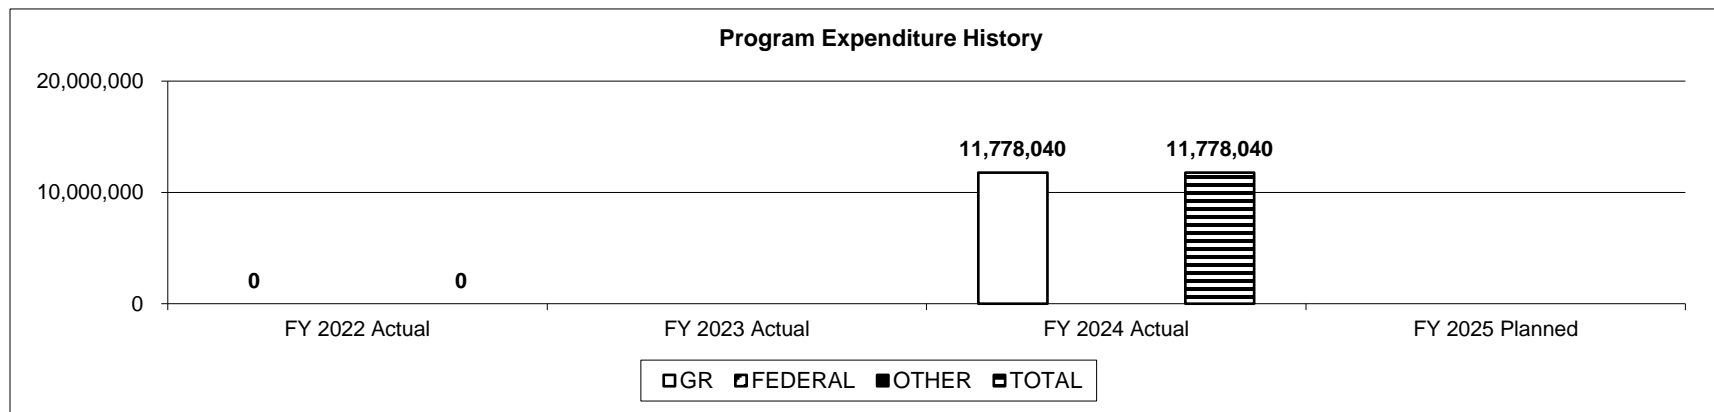 Program Expenditure History
20,000,000
11,778,040 11,778,040
10,000,000
0 0
0
FY 2022 Actual FY 2023 Actual FY 2024 Actual FY 2025 Planned
GR FEDERAL OTHER TOTAL